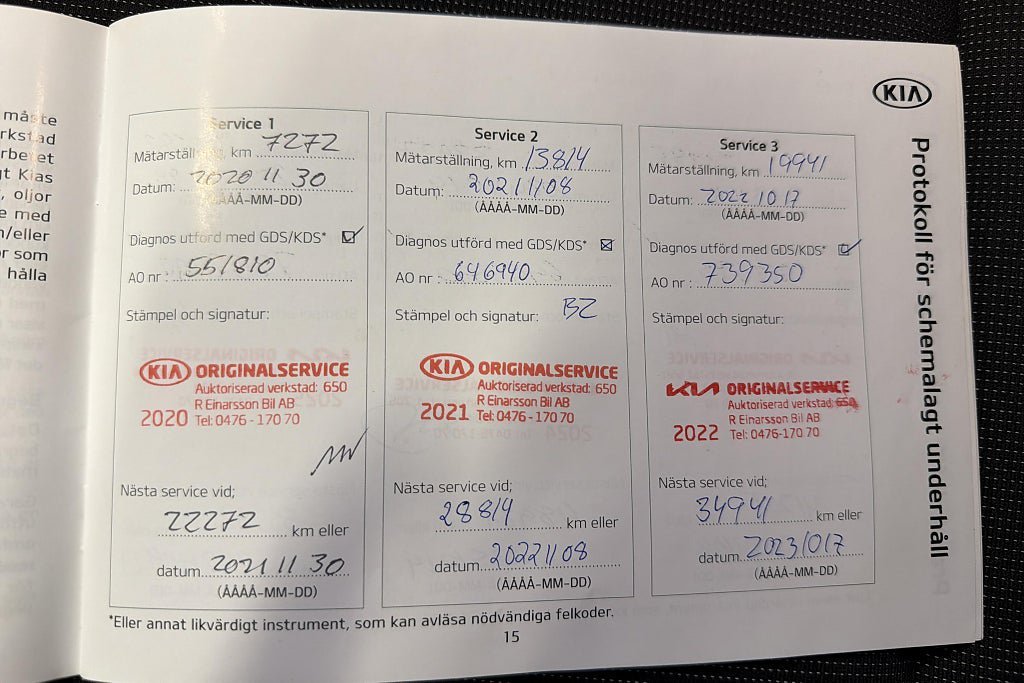 måste
rkstad
rbetet
gt Kias
, oljor
e med
n/eller
r som
hålla
KIA
Protokoll för schemalagt underhåll
Service 1
Mätarställning, km 7272
Datum: 2020 11 30
(ÅÅÅÅ-MM-DD)
Diagnos utförd med GDS/KDS*
AO nr : 551810
Stämpel och signatur:
KIA ORIGINALSERVICE
Auktoriserad verkstad: 650
R Einarsson Bil AB
2020 Tel: 0476 - 170 70
Nästa service vid;
22272 km eller
datum 2021 11 30
(ÅÅÅÅ-MM-DD)
Service 2
Mätarställning, km 13814
Datum: 20211108
(ÅÅÅÅ-MM-DD)
Diagnos utförd med GDS/KDS*
AO nr : 646940
Stämpel och signatur: BZ
KIA ORIGINALSERVICE
Auktoriserad verkstad: 650
R Einarsson Bil AB
2021 Tel: 0476 - 170 70
Nästa service vid;
28814 km eller
datum 20221108
(ÅÅÅÅ-MM-DD)
Service 3
Mätarställning, km 19941
Datum: 20221017
(ÅÅÅÅ-MM-DD)
Diagnos utförd med GDS/KDS*
AO nr : 739350
Stämpel och signatur:
KIA ORIGINALSERVICE
Auktoriserad verkstad: 650
R Einarsson Bil AB
2022 Tel: 0476-170 70
Nästa service vid;
34941 km eller
datum 20231017
(ÅÅÅÅ-MM-DD)
*Eller annat likvärdigt instrument, som kan avläsa nödvändiga felkoder.
15